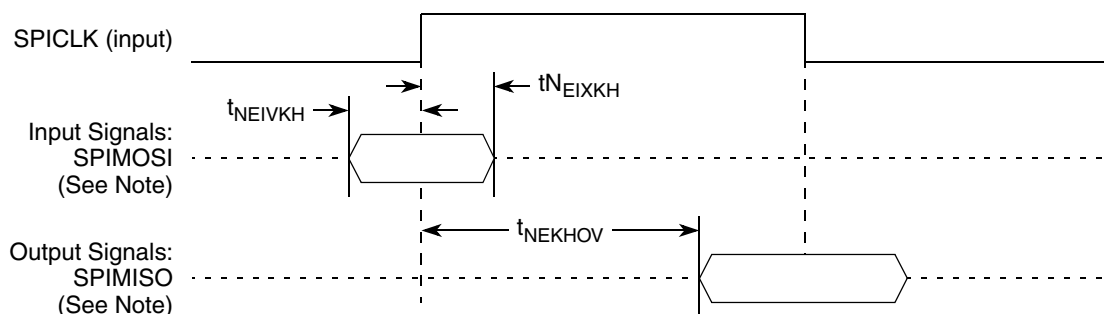 SPICLK (input)
tNEIXKH
tNEIVKH
Input Signals:
SPIMOSI
(See Note)
tNEKHOV
Output Signals:
SPIMISO
(See Note)